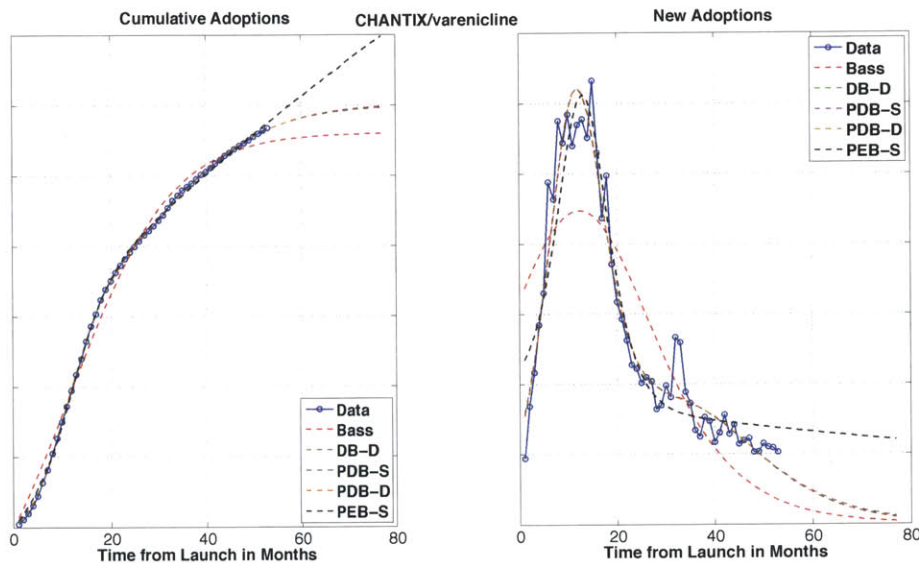 Cumulative Adoptions
CHANTIX/varenicline
New Adoptions
Data
Bass
DB-D
PDB-S
PDB-D
PEB-S
0
20
40
60
80
Time from Launch in Months
Data
Bass
DB-D
PDB-S
PDB-D
PEB-S
0
20
40
60
80
Time from Launch in Months